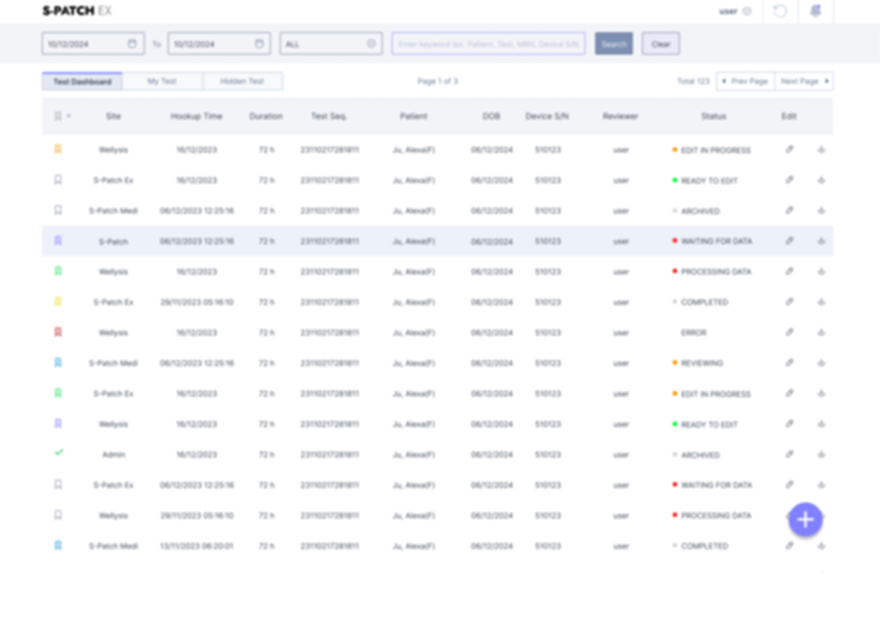 S-PATCH EX user
10/12/2024 To 10/12/2024 ALL Enter keyword (ex. Patient, Test, MRN, Device S/N Search Clear
Test Dashboard My Test Hidden Test Page 1 of 3 Total 123 Prev Page Next Page
Site Hookup Time Duration Test Seq. Patient DOB Device S/N Reviewer Status Edit
Wellysis 16/12/2023 72 h 23110217281811 Ju, Alexa(F) 06/12/2024 510123 user EDIT IN PROGRESS
S-Patch Ex 16/12/2023 72 h 23110217281811 Ju, Alexa(F) 06/12/2024 510123 user READY TO EDIT
S-Patch Medi 06/12/2023 12:25:16 72 h 23110217281811 Ju, Alexa(F) 06/12/2024 510123 user ARCHIVED
S-Patch 06/12/2023 12:25:16 72 h 23110217281811 Ju, Alexa(F) 06/12/2024 510123 user WAITING FOR DATA
Wellysis 16/12/2023 72 h 23110217281811 Ju, Alexa(F) 06/12/2024 510123 user PROCESSING DATA
S-Patch Ex 29/11/2023 05:16:10 72 h 23110217281811 Ju, Alexa(F) 06/12/2024 510123 user COMPLETED
Wellysis 16/12/2023 72 h 23110217281811 Ju, Alexa(F) 06/12/2024 510123 user ERROR
S-Patch Medi 06/12/2023 12:25:16 72 h 23110217281811 Ju, Alexa(F) 06/12/2024 510123 user REVIEWING
S-Patch Ex 16/12/2023 72 h 23110217281811 Ju, Alexa(F) 06/12/2024 510123 user EDIT IN PROGRESS
Wellysis 16/12/2023 72 h 23110217281811 Ju, Alexa(F) 06/12/2024 510123 user READY TO EDIT
Admin 16/12/2023 72 h 23110217281811 Ju, Alexa(F) 06/12/2024 510123 user ARCHIVED
S-Patch Ex 06/12/2023 12:25:16 72 h 23110217281811 Ju, Alexa(F) 06/12/2024 510123 user WAITING FOR DATA
Wellysis 29/11/2023 05:16:10 72 h 23110217281811 Ju, Alexa(F) 06/12/2024 510123 user PROCESSING DATA
S-Patch Medi 13/11/2023 06:20:01 72 h 23110217281811 Ju, Alexa(F) 06/12/2024 510123 user COMPLETED